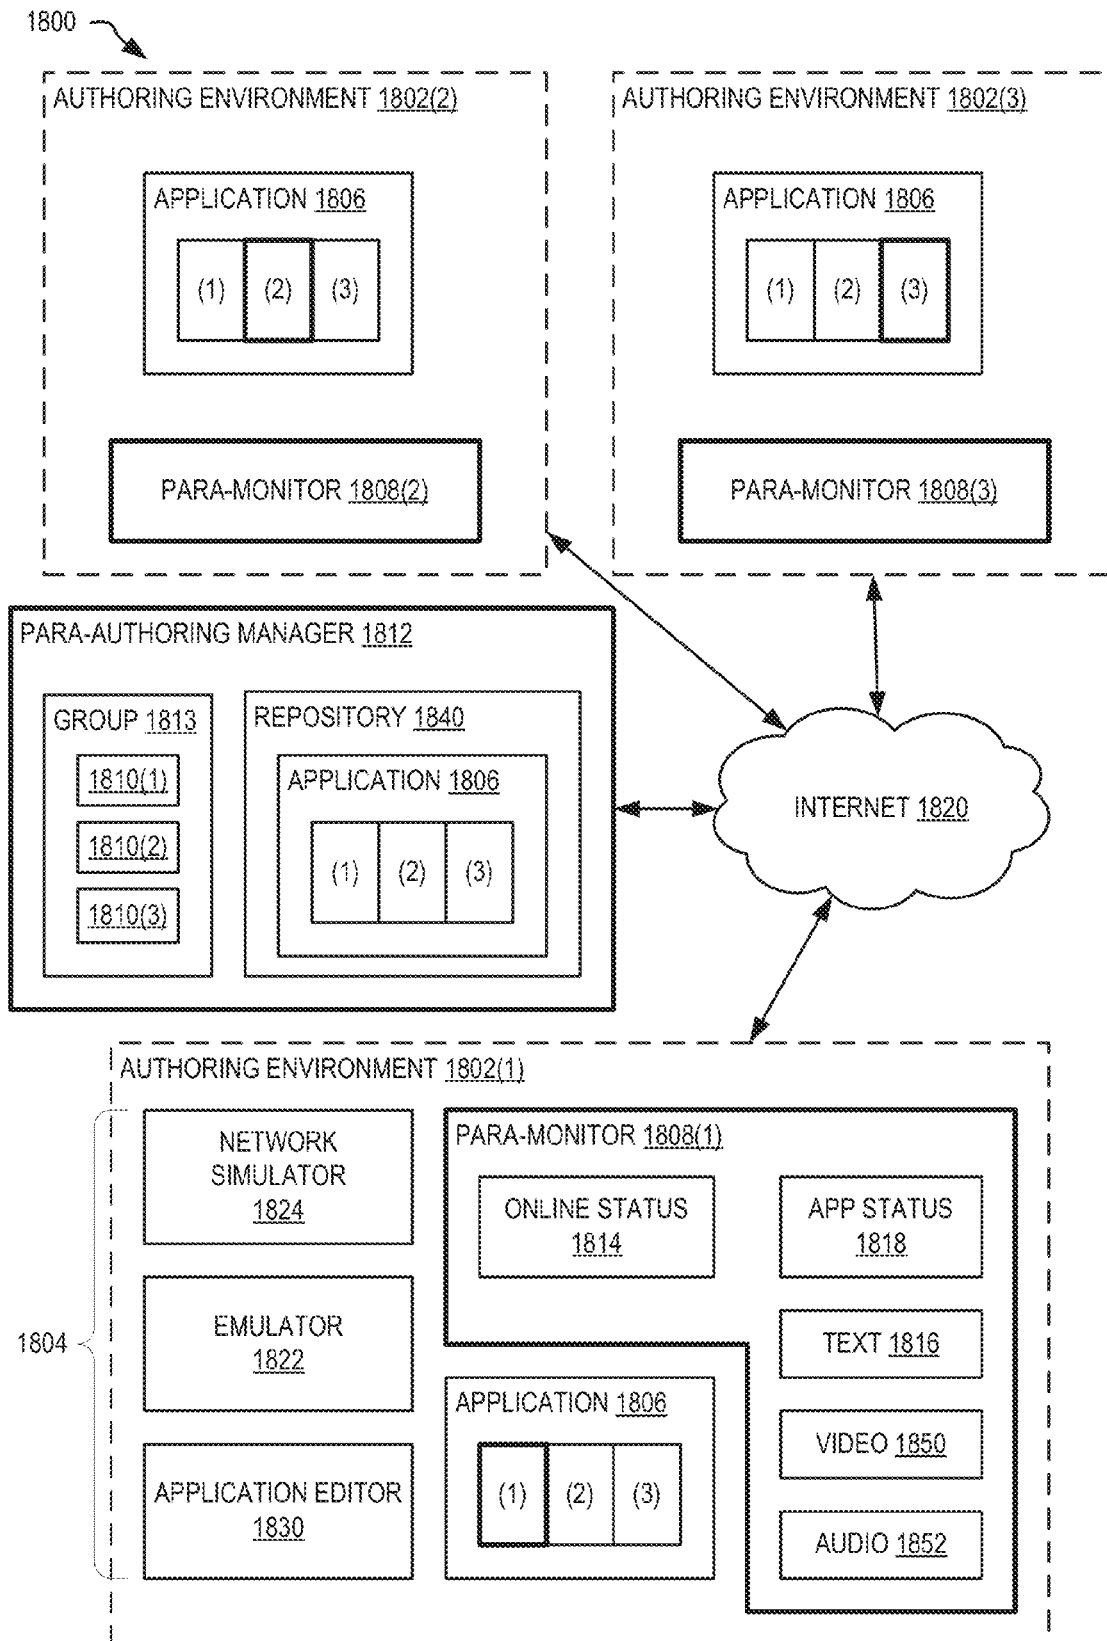 1800
AUTHORING ENVIRONMENT 1802(2)
APPLICATION 1806
(1) (2) (3)
PARA-MONITOR 1808(2)
AUTHORING ENVIRONMENT 1802(3)
APPLICATION 1806
(1) (2) (3)
PARA-MONITOR 1808(3)
PARA-AUTHORING MANAGER 1812
GROUP 1813
1810(1)
1810(2)
1810(3)
REPOSITORY 1840
APPLICATION 1806
(1) (2) (3)
INTERNET 1820
AUTHORING ENVIRONMENT 1802(1)
1804
NETWORK
SIMULATOR
1824
EMULATOR
1822
APPLICATION EDITOR
1830
PARA-MONITOR 1808(1)
ONLINE STATUS
1814
APP STATUS
1818
TEXT 1816
VIDEO 1850
AUDIO 1852
APPLICATION 1806
(1) (2) (3)